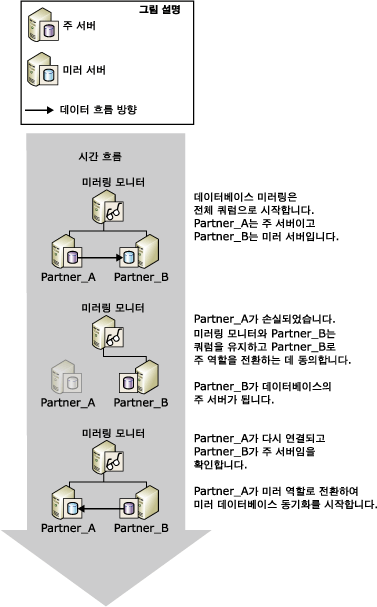 그림 설명
주 서버
미러 서버
데이터 흐름 방향
시간 흐름
미러링 모니터
Partner_A
Partner_B
데이터베이스 미러링은
전체 쿼럼으로 시작합니다.
Partner_A는 주 서버이고
Partner_B는 미러 서버입니다.
미러링 모니터
Partner_A
Partner_B
Partner_A가 손실되었습니다.
미러링 모니터와 Partner_B는
쿼럼을 유지하고 Partner_B로
주 역할을 전환하는 데 동의합니다.
Partner_B가 데이터베이스의
주 서버가 됩니다.
미러링 모니터
Partner_A
Partner_B
Partner_A가 다시 연결되고
Partner_B가 주 서버임을
확인합니다.
Partner_A가 미러 역할로 전환하여
미러 데이터베이스 동기화를 시작합니다.